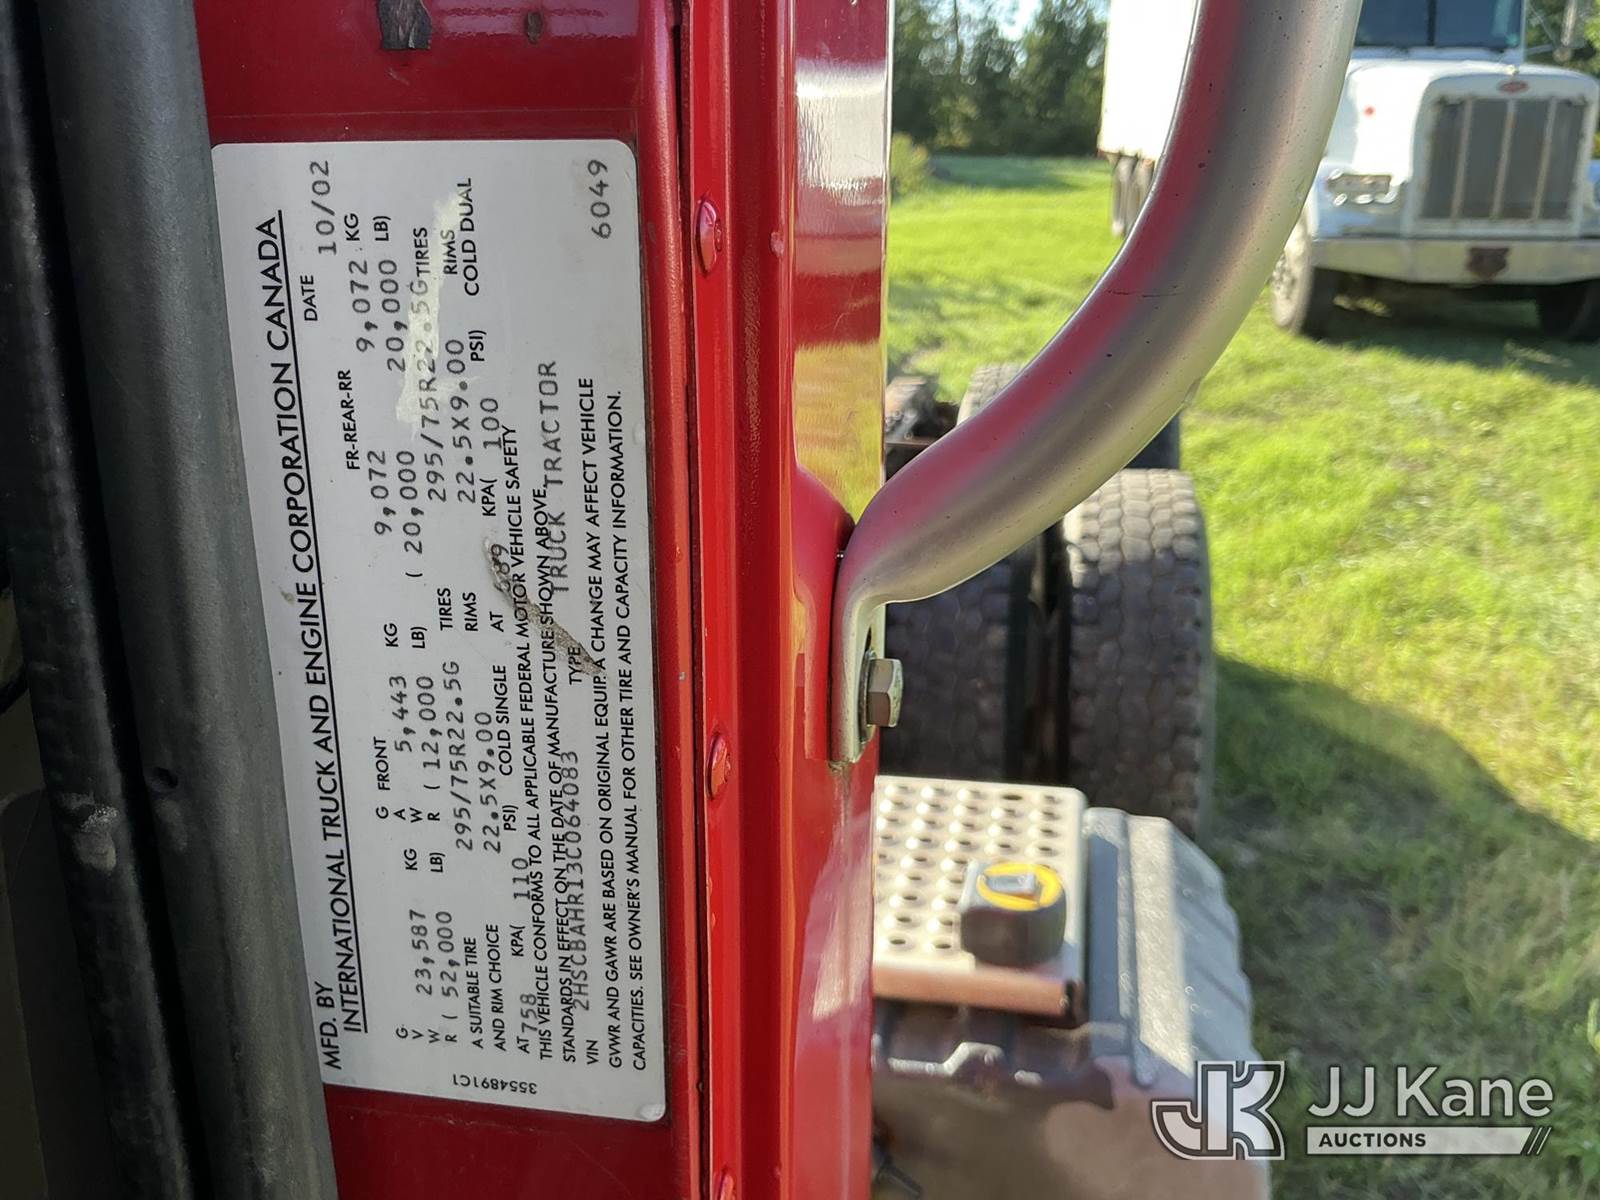 MFD. BY
INTERNATIONAL TRUCK AND ENGINE CORPORATION CANADA
DATE 10/02
G FRONT FR-REAR-RR
G V W R 23,587 KG G A W R 5,443 KG 9,072 9,072 KG
( 52,000 LB) ( 12,000 LB) ( 20,000 20,000 LB)
A SUITABLE TIRE 295/75R22.5G TIRES 295/75R22.5G TIRES
AND RIM CHOICE 22.5X9.00 RIMS 22.5X9.00 RIMS
AT 758 KPA( 110 PSI) COLD SINGLE AT 689 KPA( 100 PSI) COLD DUAL
THIS VEHICLE CONFORMS TO ALL APPLICABLE FEDERAL MOTOR VEHICLE SAFETY
STANDARDS IN EFFECT ON THE DATE OF MANUFACTURE SHOWN ABOVE.
VIN 2HSCBAHR13C064083 TYPE TRUCK TRACTOR
GVWR AND GAWR ARE BASED ON ORIGINAL EQUIP. A CHANGE MAY AFFECT VEHICLE
CAPACITIES. SEE OWNER'S MANUAL FOR OTHER TIRE AND CAPACITY INFORMATION.
6049
3554891C1
JK JJ Kane
AUCTIONS